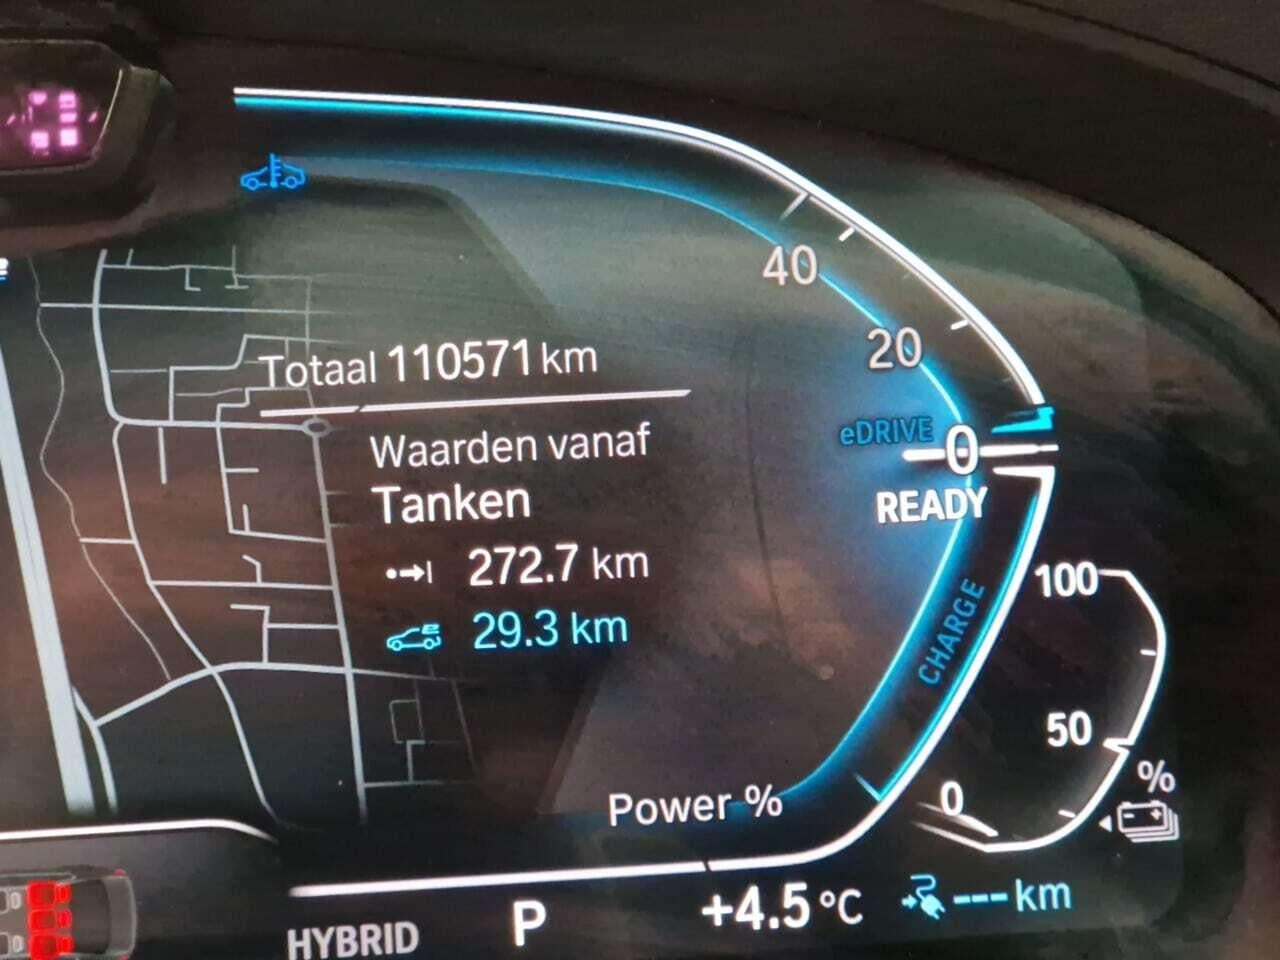 40
20
Totaal 110571 km
eDRIVE
0
Waarden vanaf
Tanken
READY
272.7 km
29.3 km
CHARGE
100
50
%
0
Power %
HYBRID
P
+4.5 °C
--- km